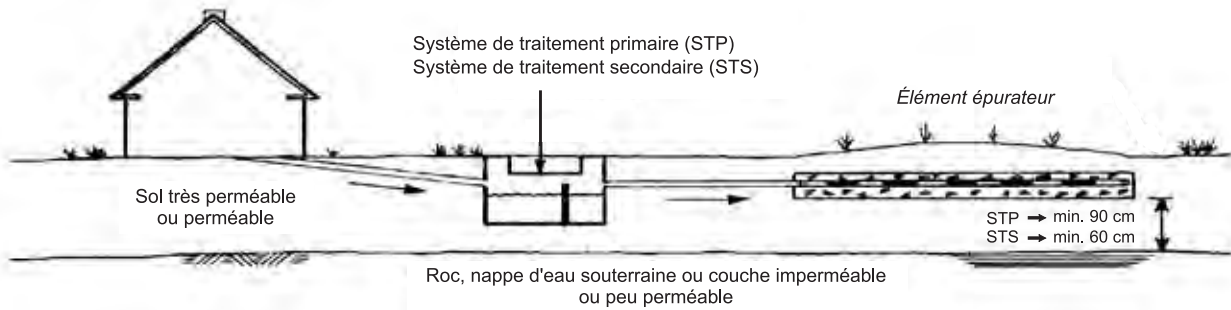 Système de traitement primaire (STP)
Système de traitement secondaire (STS)
Élément épurateur
Sol très perméable
ou perméable
STP → min. 90 cm
STS → min. 60 cm
Roc, nappe d'eau souterraine ou couche imperméable
ou peu perméable